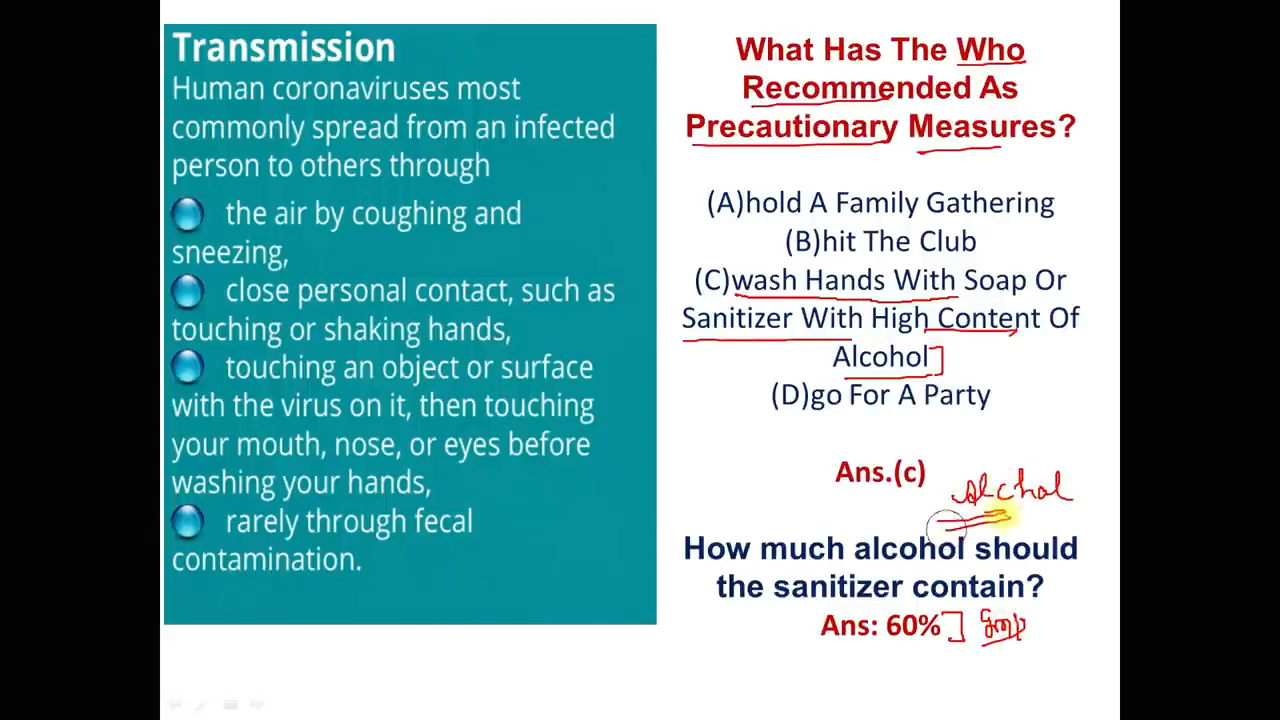 Transmission
Human coronaviruses most
commonly spread from an infected
person to others through
the air by coughing and
sneezing,
close personal contact, such as
touching or shaking hands,
touching an object or surface
with the virus on it, then touching
your mouth, nose, or eyes before
washing your hands,
rarely through fecal
contamination.
What Has The Who
Recommended As
Precautionary Measures?
(A)hold A Family Gathering
(B)hit The Club
(C)wash Hands With Soap Or
Sanitizer With High Content Of
Alcohol]
(D)go For A Party
Ans.(c)
Alchol
How much alcohol should
the sanitizer contain?
Ans: 60%]